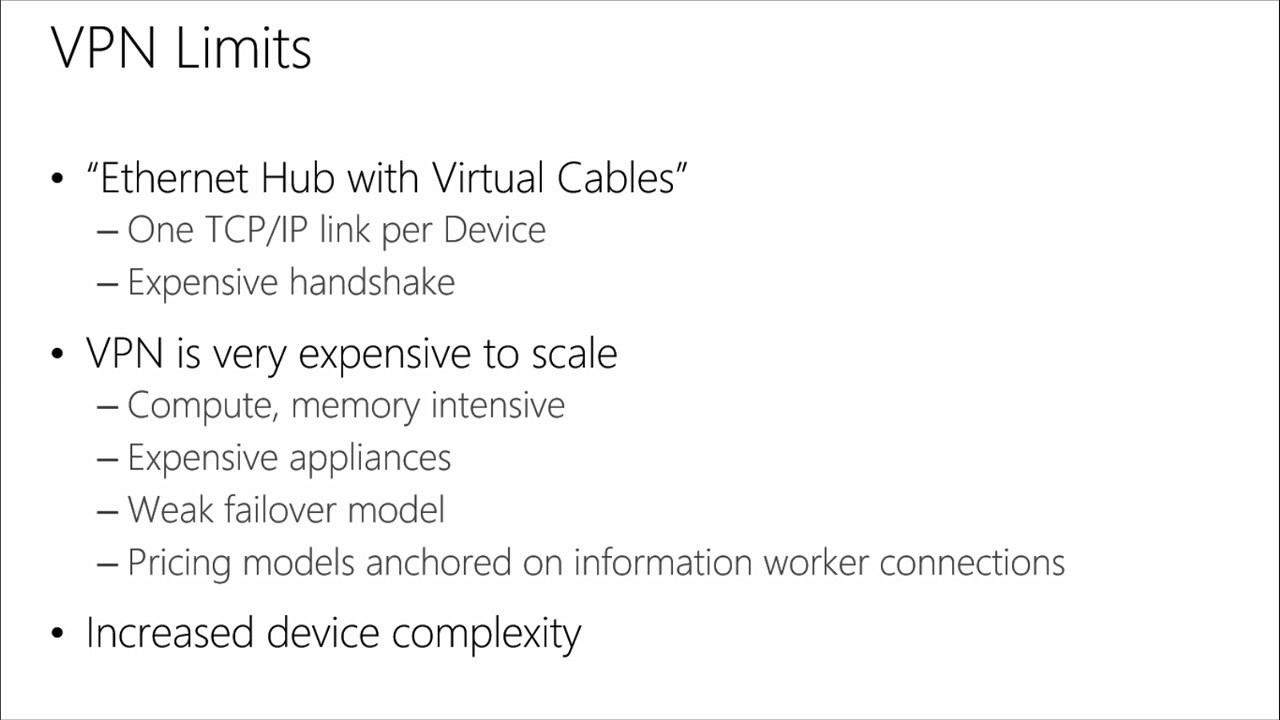 VPN Limits
• “Ethernet Hub with Virtual Cables”
– One TCP/IP link per Device
– Expensive handshake
• VPN is very expensive to scale
– Compute, memory intensive
– Expensive appliances
– Weak failover model
– Pricing models anchored on information worker connections
• Increased device complexity